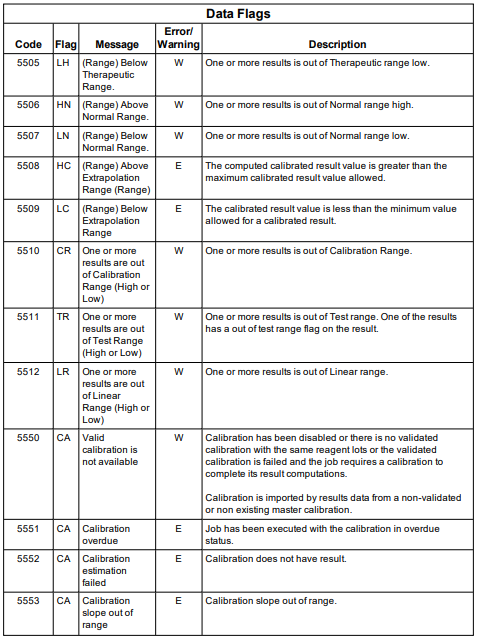 Data Flags
Code Flag Message Error/ Warning Description
5505 LH (Range) Below W One or more results is out of Therapeutic range low.
Therapeutic
Range.
5506 HN (Range) Above W One or more results is out of Normal range high.
Normal Range.
5507 LN (Range) Below W One or more results is out of Normal range low.
Normal Range.
5508 HC (Range) Above E The computed calibrated result value is greater than the
Extrapolation maximum calibrated result value allowed.
Range (Range)
5509 LC (Range) Below E The calibrated result value is less than the minimum value
Extrapolation allowed for a calibrated result.
Range
5510 CR One or more W One or more results is out of Calibration Range.
results are out
of Calibration
Range (High or
Low)
5511 TR One or more W One or more results is out of Test range. One of the results
results are out has a out of test range flag on the result.
of Test Range
(High or Low)
5512 LR One or more W One or more results is out of Linear range.
results are out
of Linear
Range (High or
Low)
5550 CA Valid W Calibration has been disabled or there is no validated
calibration is calibration with the same reagent lots or the validated
not available calibration is failed and the job requires a calibration to
complete its result computations.
Calibration is imported by results data from a non-validated
or non existing master calibration.
5551 CA Calibration E Job has been executed with the calibration in overdue
overdue status.
5552 CA Calibration E Calibration does not have result.
estimation
failed
5553 CA Calibration E Calibration slope out of range.
slope out of
range